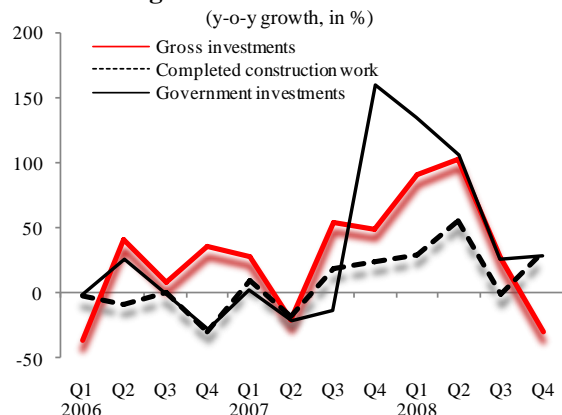 (y-o-y growth, in %)
200
Gross investments
Completed construction work
Government investments
150
100
50
0
-50
Q1 Q2 Q3 Q4 Q1 Q2 Q3 Q4 Q1 Q2 Q3 Q4
2006 2007 2008